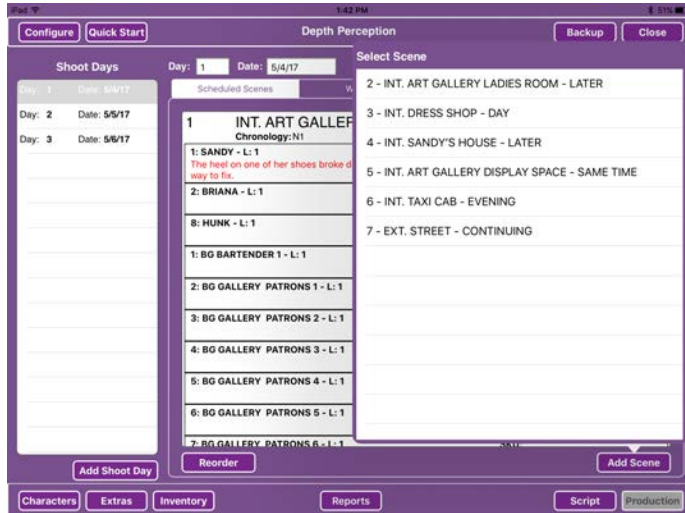 iPad
1:42 PM
51%
Configure
Quick Start
Depth Perception
Backup
Close
Shoot Days
Day: 1 Date: 5/4/17
Day: 2 Date: 5/5/17
Day: 3 Date: 5/6/17
Add Shoot Day
Day: 1 Date: 5/4/17
Scheduled Scenes
W
1 INT. ART GALLER
Chronology:N1
1: SANDY - L: 1
The heel on one of her shoes broke d
way to fix.
2: BRIANA - L: 1
8: HUNK - L: 1
1: BG BARTENDER 1 - L: 1
2: BG GALLERY PATRONS 1 - L: 1
3: BG GALLERY PATRONS 2 - L: 1
4: BG GALLERY PATRONS 3 - L: 1
5: BG GALLERY PATRONS 4 - L: 1
6: BG GALLERY PATRONS 5 - L: 1
7: BG GALLERY PATRONS 6 - L: 1
Reorder
Add Scene
Select Scene
2 - INT. ART GALLERY LADIES ROOM - LATER
3 - INT. DRESS SHOP - DAY
4 - INT. SANDY'S HOUSE - LATER
5 - INT. ART GALLERY DISPLAY SPACE - SAME TIME
6 - INT. TAXI CAB - EVENING
7 - EXT. STREET - CONTINUING
Characters
Extras
Inventory
Reports
Script
Production